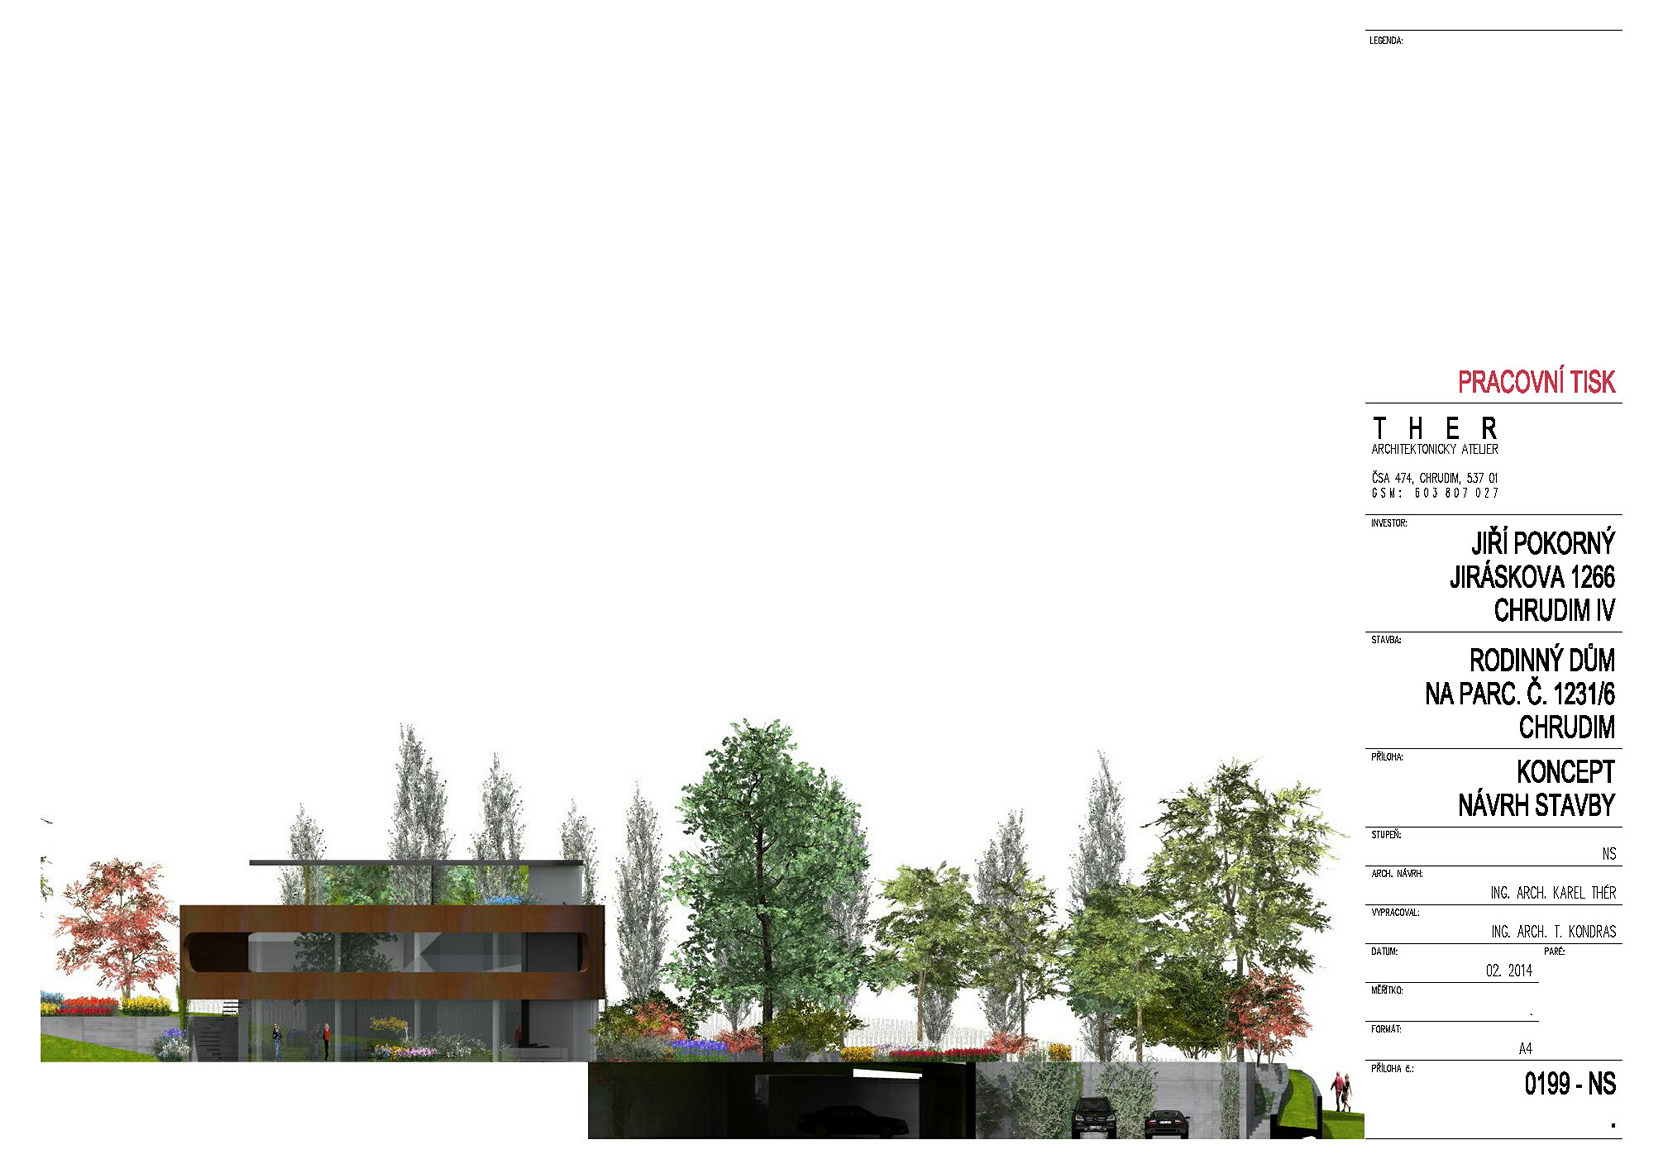 LEGENDA:
PRACOVNÍ TISK
T H E R
ARCHITEKTONICKÝ ATELIER
ČSA 474, CHRUDIM, 537 01
GSM: 603 807 027
INVESTOR:
JIŘÍ POKORNÝ
JIRÁSKOVA 1266
CHRUDIM IV
STAVBA:
RODINNÝ DŮM
NA PARC. Č. 1231/6
CHRUDIM
PŘÍLOHA:
KONCEPT
NÁVRH STAVBY
STUPEŇ:
NS
ARCH. NÁVRH:
ING. ARCH. KAREL THÉR
VYPRACOVAL:
ING. ARCH. T. KONDRAS
DATUM: PARÉ:
02. 2014
MĚŘÍTKO:
.
FORMÁT:
A4
PŘÍLOHA č.:
0199 - NS
.